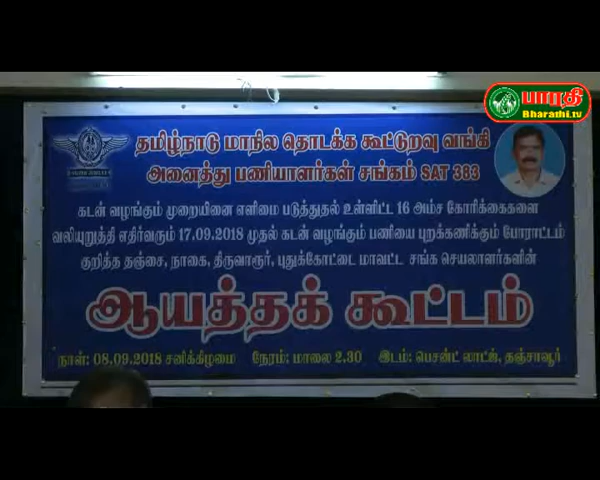 பாரதி
Bharathi.tv
தமிழ்நாடு மாநில தொடக்க கூட்டுறவு வங்கி
அனைத்து பணியாளர்கள் சங்கம் SAT 383
கடன் வழங்கும் முறையினை எளிமை படுத்துதல் உள்ளிட்ட 16 அம்ச கோரிக்கைகளை
வலியுறுத்தி எதிர்வரும் 17.09.2018 முதல் கடன் வழங்கும் பணியை புறக்கணிக்கும் போராட்டம்
குறித்த தஞ்சை, நாகை, திருவாரூர், புதுக்கோட்டை மாவட்ட சங்க செயலாளர்களின்
ஆயத்தக் கூட்டம்
நாள்: 08.09.2018 சனிக்கிழமை நேரம்: மாலை 2.30 இடம்: பெசன்ட் லாட்ஜ், தஞ்சாவூர்